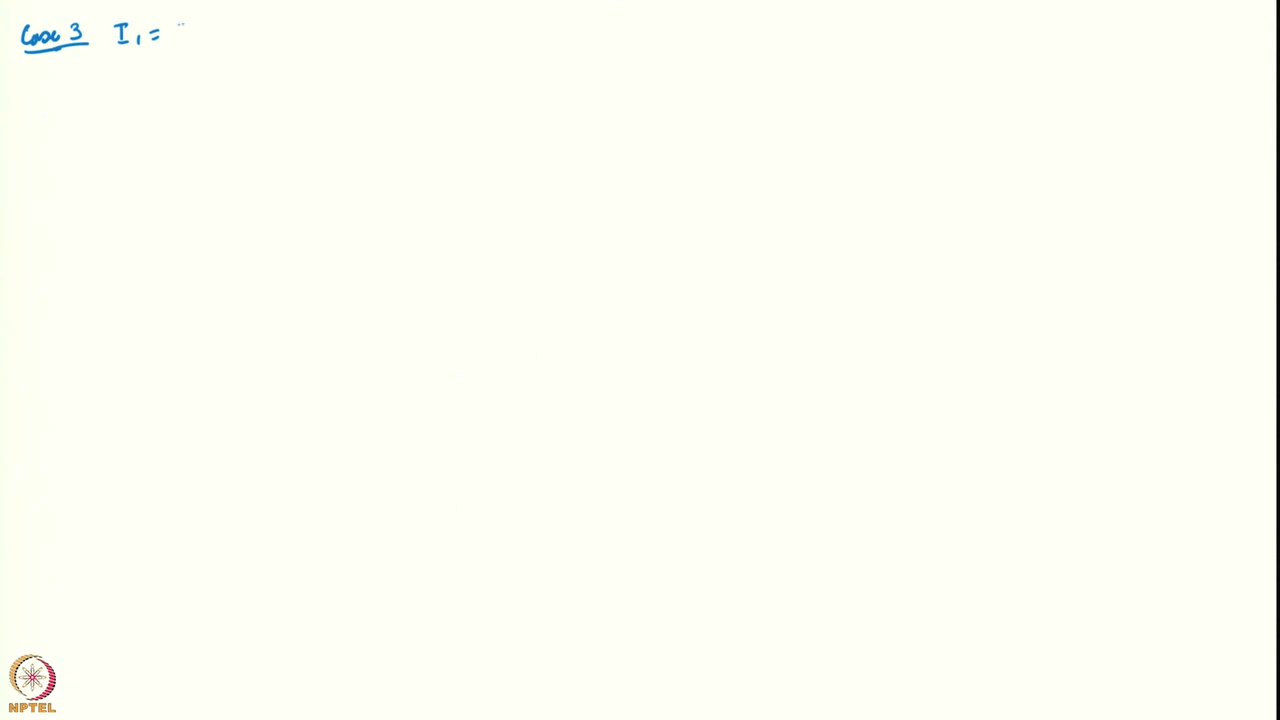 Case 3 I₁ =
NPTEL